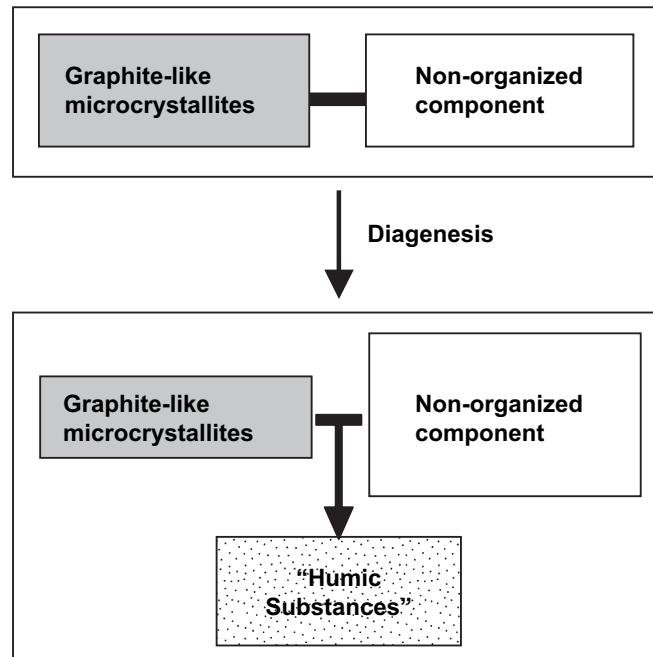 Graphite-like
microcrystallites
Non-organized
component
Diagenesis
Graphite-like
microcrystallites
Non-organized
component
“Humic
Substances”